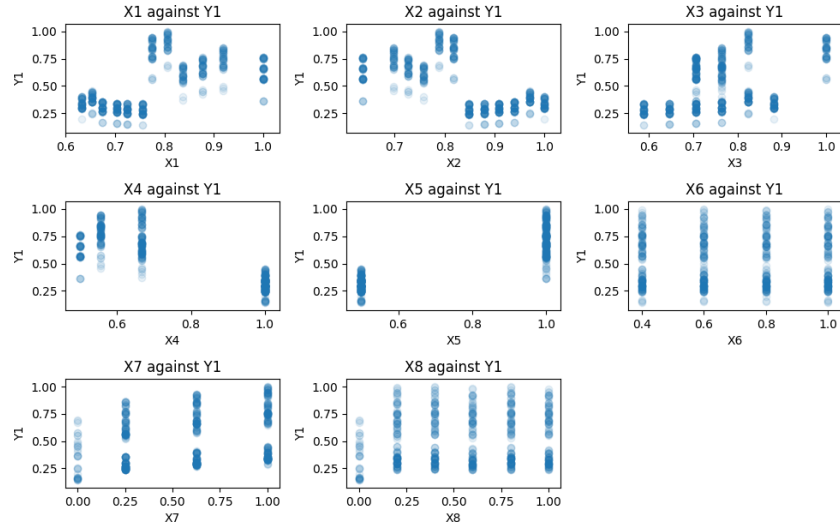 X1 against Y1
X2 against Y1
X3 against Y1
1.00
0.75
0.50
0.25
Y1
0.6 0.7 0.8 0.9 1.0
X1
1.00
0.75
0.50
0.25
Y1
0.7 0.8 0.9 1.0
X2
1.00
0.75
0.50
0.25
Y1
0.6 0.7 0.8 0.9 1.0
X3
X4 against Y1
X5 against Y1
X6 against Y1
1.00
0.75
0.50
0.25
Y1
0.6 0.8 1.0
X4
1.00
0.75
0.50
0.25
Y1
0.6 0.8 1.0
X5
1.00
0.75
0.50
0.25
Y1
0.4 0.6 0.8 1.0
X6
X7 against Y1
X8 against Y1
1.00
0.75
0.50
0.25
Y1
0.00 0.25 0.50 0.75 1.00
X7
1.00
0.75
0.50
0.25
Y1
0.0 0.2 0.4 0.6 0.8 1.0
X8